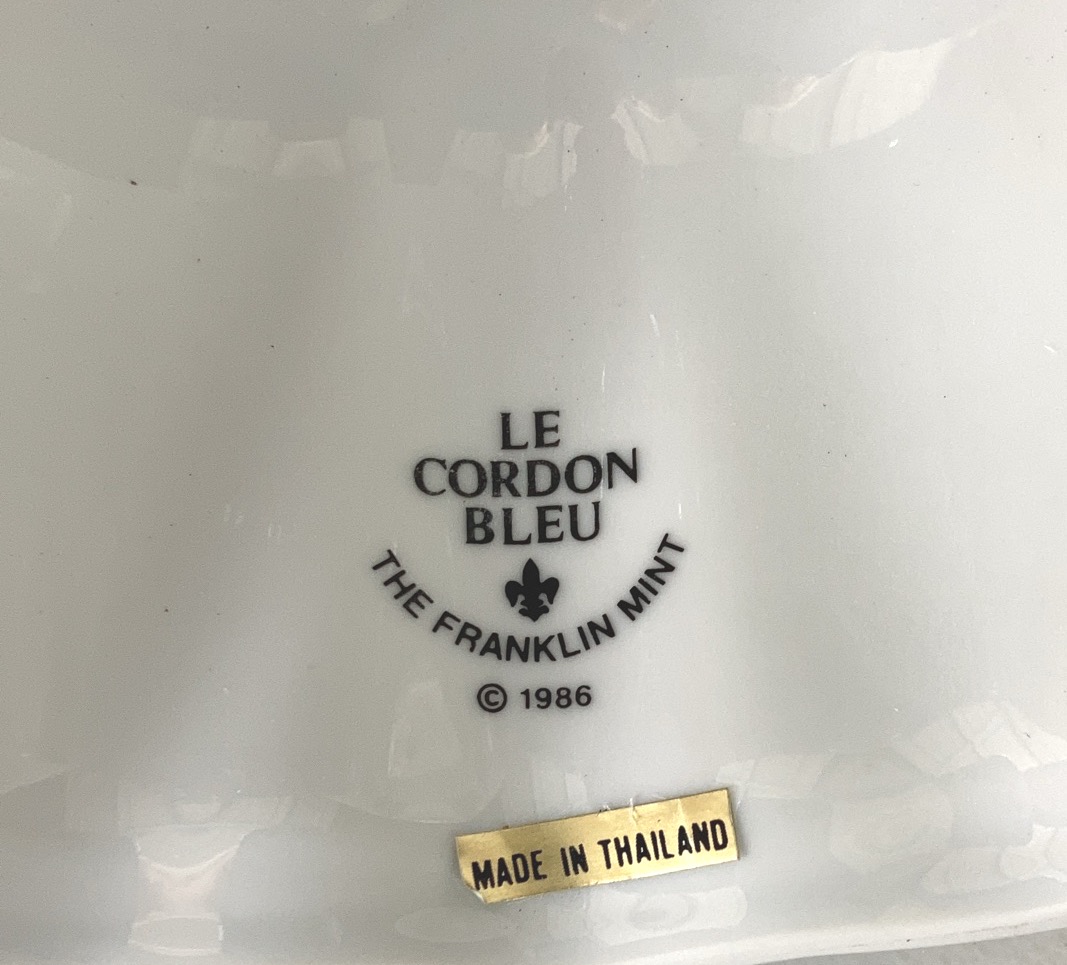 LE
CORDON
BLEU
THE FRANKLIN MINT
© 1986
MADE IN THAILAND